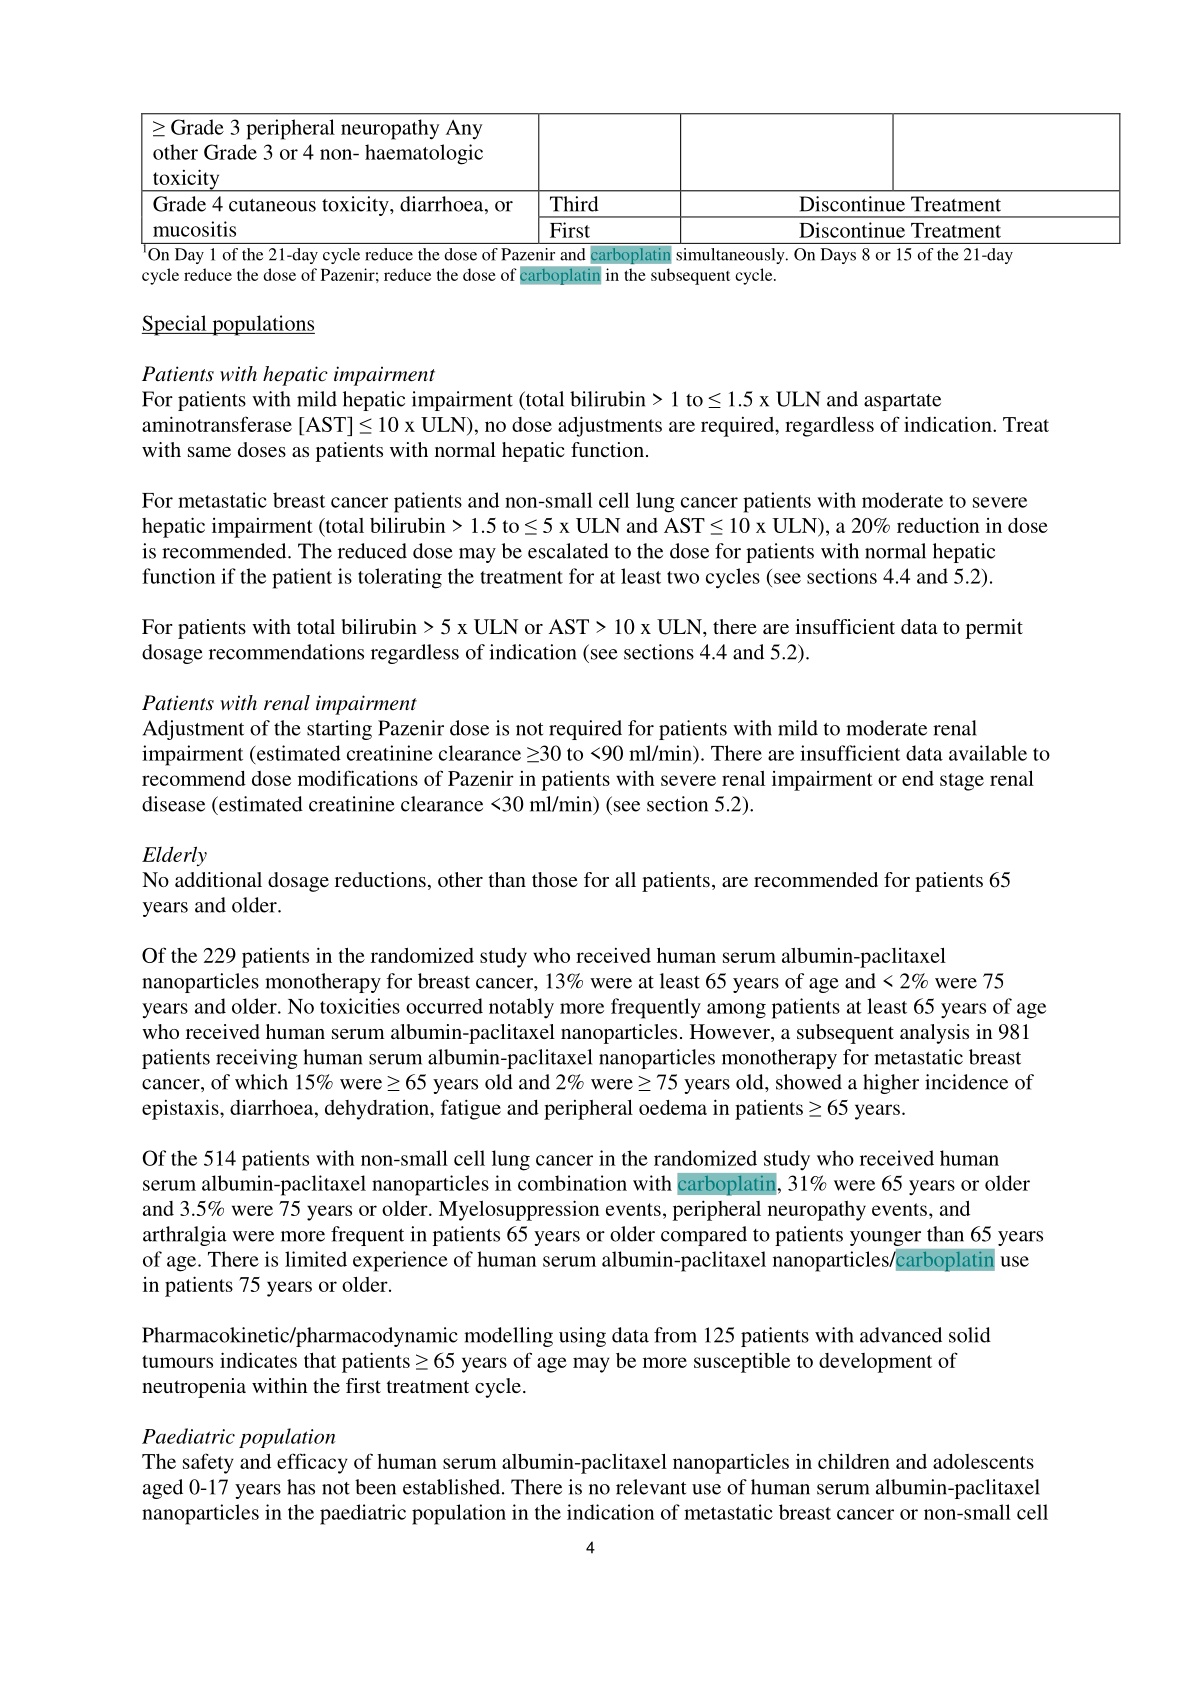 ≥ Grade 3 peripheral neuropathy Any
other Grade 3 or 4 non- haematologic
toxicity
Grade 4 cutaneous toxicity, diarrhoea, or
mucositis
Third
Discontinue Treatment
First
Discontinue Treatment
1On Day 1 of the 21-day cycle reduce the dose of Pazenir and carboplatin simultaneously. On Days 8 or 15 of the 21-day
cycle reduce the dose of Pazenir; reduce the dose of carboplatin in the subsequent cycle.
Special populations
Patients with hepatic impairment
For patients with mild hepatic impairment (total bilirubin > 1 to ≤ 1.5 x ULN and aspartate
aminotransferase [AST] ≤ 10 x ULN), no dose adjustments are required, regardless of indication. Treat
with same doses as patients with normal hepatic function.
For metastatic breast cancer patients and non-small cell lung cancer patients with moderate to severe
hepatic impairment (total bilirubin > 1.5 to ≤ 5 x ULN and AST ≤ 10 x ULN), a 20% reduction in dose
is recommended. The reduced dose may be escalated to the dose for patients with normal hepatic
function if the patient is tolerating the treatment for at least two cycles (see sections 4.4 and 5.2).
For patients with total bilirubin > 5 x ULN or AST > 10 x ULN, there are insufficient data to permit
dosage recommendations regardless of indication (see sections 4.4 and 5.2).
Patients with renal impairment
Adjustment of the starting Pazenir dose is not required for patients with mild to moderate renal
impairment (estimated creatinine clearance ≥30 to <90 ml/min). There are insufficient data available to
recommend dose modifications of Pazenir in patients with severe renal impairment or end stage renal
disease (estimated creatinine clearance <30 ml/min) (see section 5.2).
Elderly
No additional dosage reductions, other than those for all patients, are recommended for patients 65
years and older.
Of the 229 patients in the randomized study who received human serum albumin-paclitaxel
nanoparticles monotherapy for breast cancer, 13% were at least 65 years of age and < 2% were 75
years and older. No toxicities occurred notably more frequently among patients at least 65 years of age
who received human serum albumin-paclitaxel nanoparticles. However, a subsequent analysis in 981
patients receiving human serum albumin-paclitaxel nanoparticles monotherapy for metastatic breast
cancer, of which 15% were ≥ 65 years old and 2% were ≥ 75 years old, showed a higher incidence of
epistaxis, diarrhoea, dehydration, fatigue and peripheral oedema in patients ≥ 65 years.
Of the 514 patients with non-small cell lung cancer in the randomized study who received human
serum albumin-paclitaxel nanoparticles in combination with carboplatin, 31% were 65 years or older
and 3.5% were 75 years or older. Myelosuppression events, peripheral neuropathy events, and
arthralgia were more frequent in patients 65 years or older compared to patients younger than 65 years
of age. There is limited experience of human serum albumin-paclitaxel nanoparticles/carboplatin use
in patients 75 years or older.
Pharmacokinetic/pharmacodynamic modelling using data from 125 patients with advanced solid
tumours indicates that patients ≥ 65 years of age may be more susceptible to development of
neutropenia within the first treatment cycle.
Paediatric population
The safety and efficacy of human serum albumin-paclitaxel nanoparticles in children and adolescents
aged 0-17 years has not been established. There is no relevant use of human serum albumin-paclitaxel
nanoparticles in the paediatric population in the indication of metastatic breast cancer or non-small cell
4